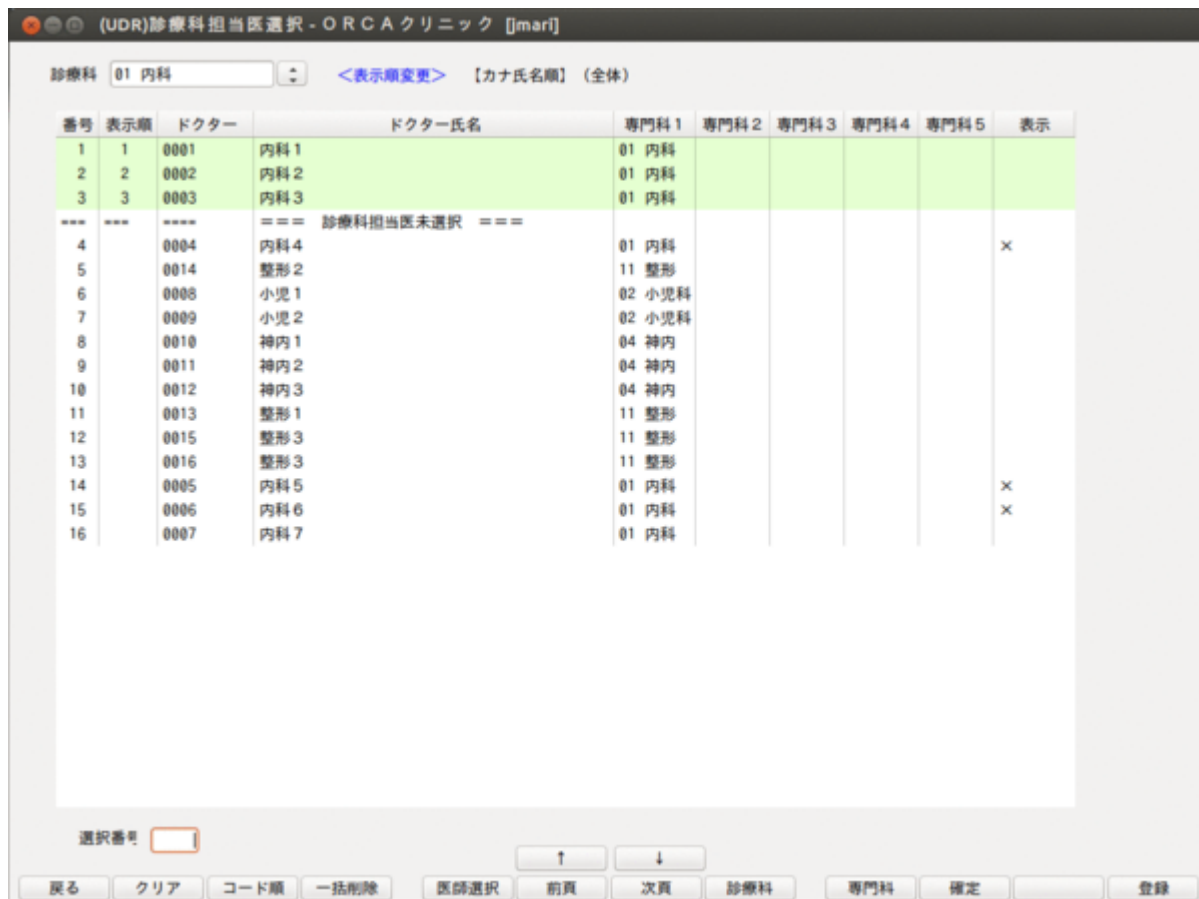 (UDR)診療科担当医選択 - ＯＲＣＡクリニック [jmari]
診療科 01 内科 ＜表示順変更＞ 【カナ氏名順】 （全体）
番号 表示順 ドクター ドクター氏名 専門科１ 専門科２ 専門科３ 専門科４ 専門科５ 表示
1 1 0001 内科１ 01 内科
2 2 0002 内科２ 01 内科
3 3 0003 内科３ 01 内科
--- --- ---- ＝＝＝ 診療科担当医未選択 ＝＝＝
4 0004 内科４ 01 内科 ×
5 0014 整形２ 11 整形
6 0008 小児１ 02 小児科
7 0009 小児２ 02 小児科
8 0010 神内１ 04 神内
9 0011 神内２ 04 神内
10 0012 神内３ 04 神内
11 0013 整形１ 11 整形
12 0015 整形３ 11 整形
13 0016 整形３ 11 整形
14 0005 内科５ 01 内科 ×
15 0006 内科６ 01 内科 ×
16 0007 内科７ 01 内科
選択番号
↑ ↓
戻る クリア コード順 一括削除 医師選択 前頁 次頁 診療科 専門科 確定 登録